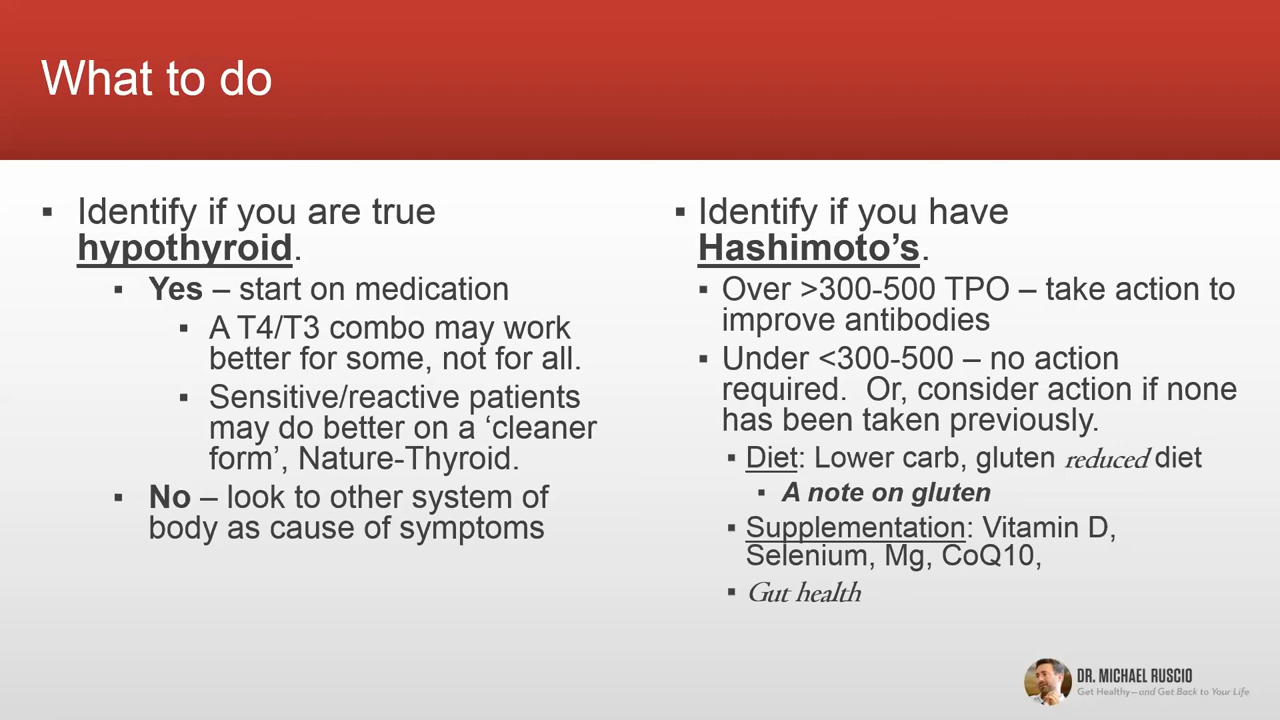 What to do
▪ Identify if you are true
hypothyroid.
▪ Yes – start on medication
▪ A T4/T3 combo may work
better for some, not for all.
▪ Sensitive/reactive patients
may do better on a ‘cleaner
form’, Nature-Thyroid.
▪ No – look to other system of
body as cause of symptoms
▪ Identify if you have
Hashimoto’s.
▪ Over >300-500 TPO – take action to
improve antibodies
▪ Under <300-500 – no action
required. Or, consider action if none
has been taken previously.
▪ Diet: Lower carb, gluten reduced diet
▪ A note on gluten
▪ Supplementation: Vitamin D,
Selenium, Mg, CoQ10,
▪ Gut health
DR. MICHAEL RUSCIO
Get Healthy—and Get Back to Your Life